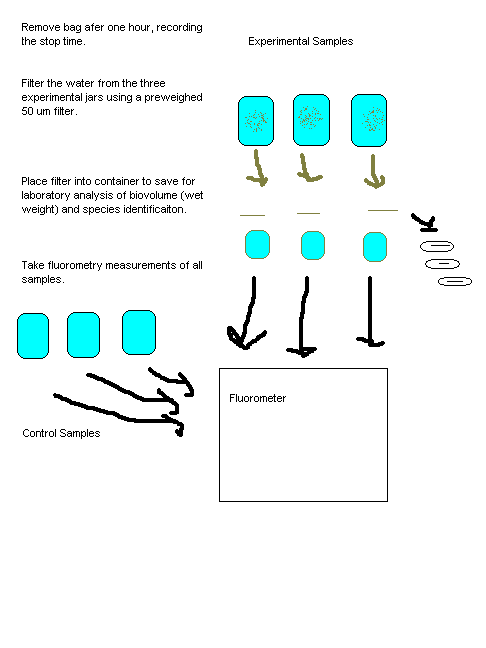 Remove bag afer one hour, recording
the stop time.
Experimental Samples
Filter the water from the three
experimental jars using a preweighed
50 um filter.
Place filter into container to save for
laboratory analysis of biovolume (wet
weight) and species identificaiton.
Take fluorometry measurements of all
samples.
Fluorometer
Control Samples